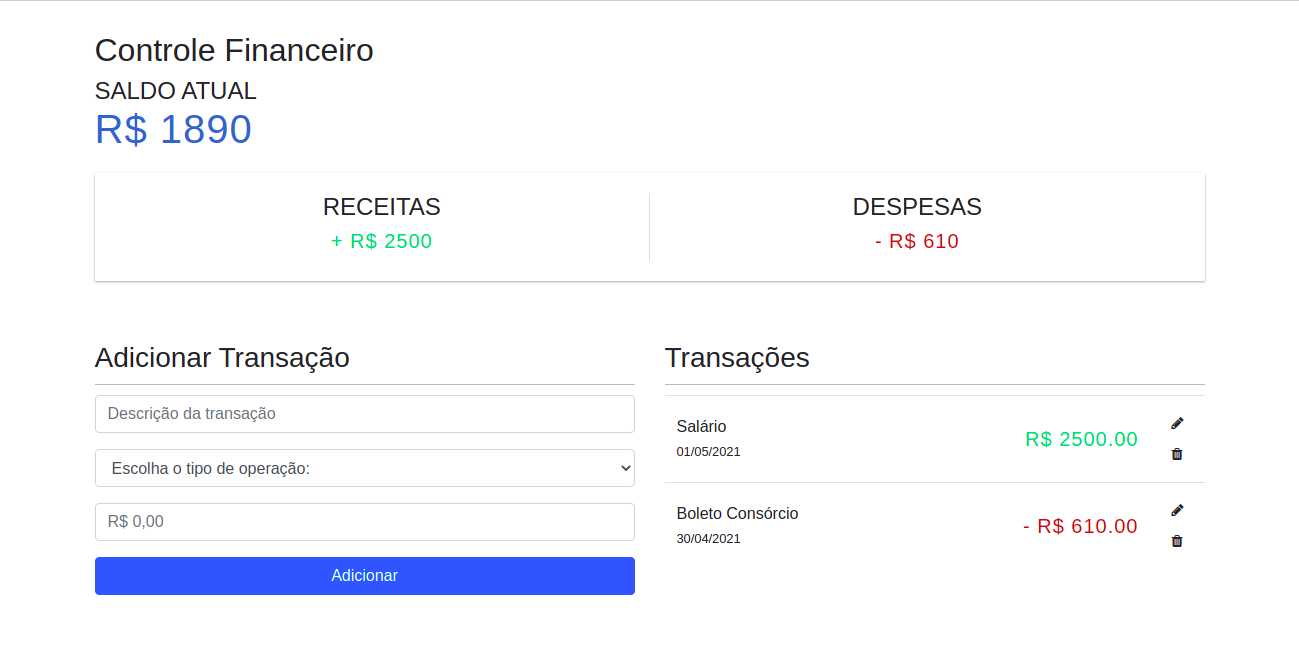 Controle Financeiro
SALDO ATUAL
R$ 1890
RECEITAS
+ R$ 2500
DESPESAS
- R$ 610
Adicionar Transação
Descrição da transação
Escolha o tipo de operação:
R$ 0,00
Adicionar
Transações
Salário
01/05/2021
R$ 2500.00
Boleto Consórcio
30/04/2021
- R$ 610.00